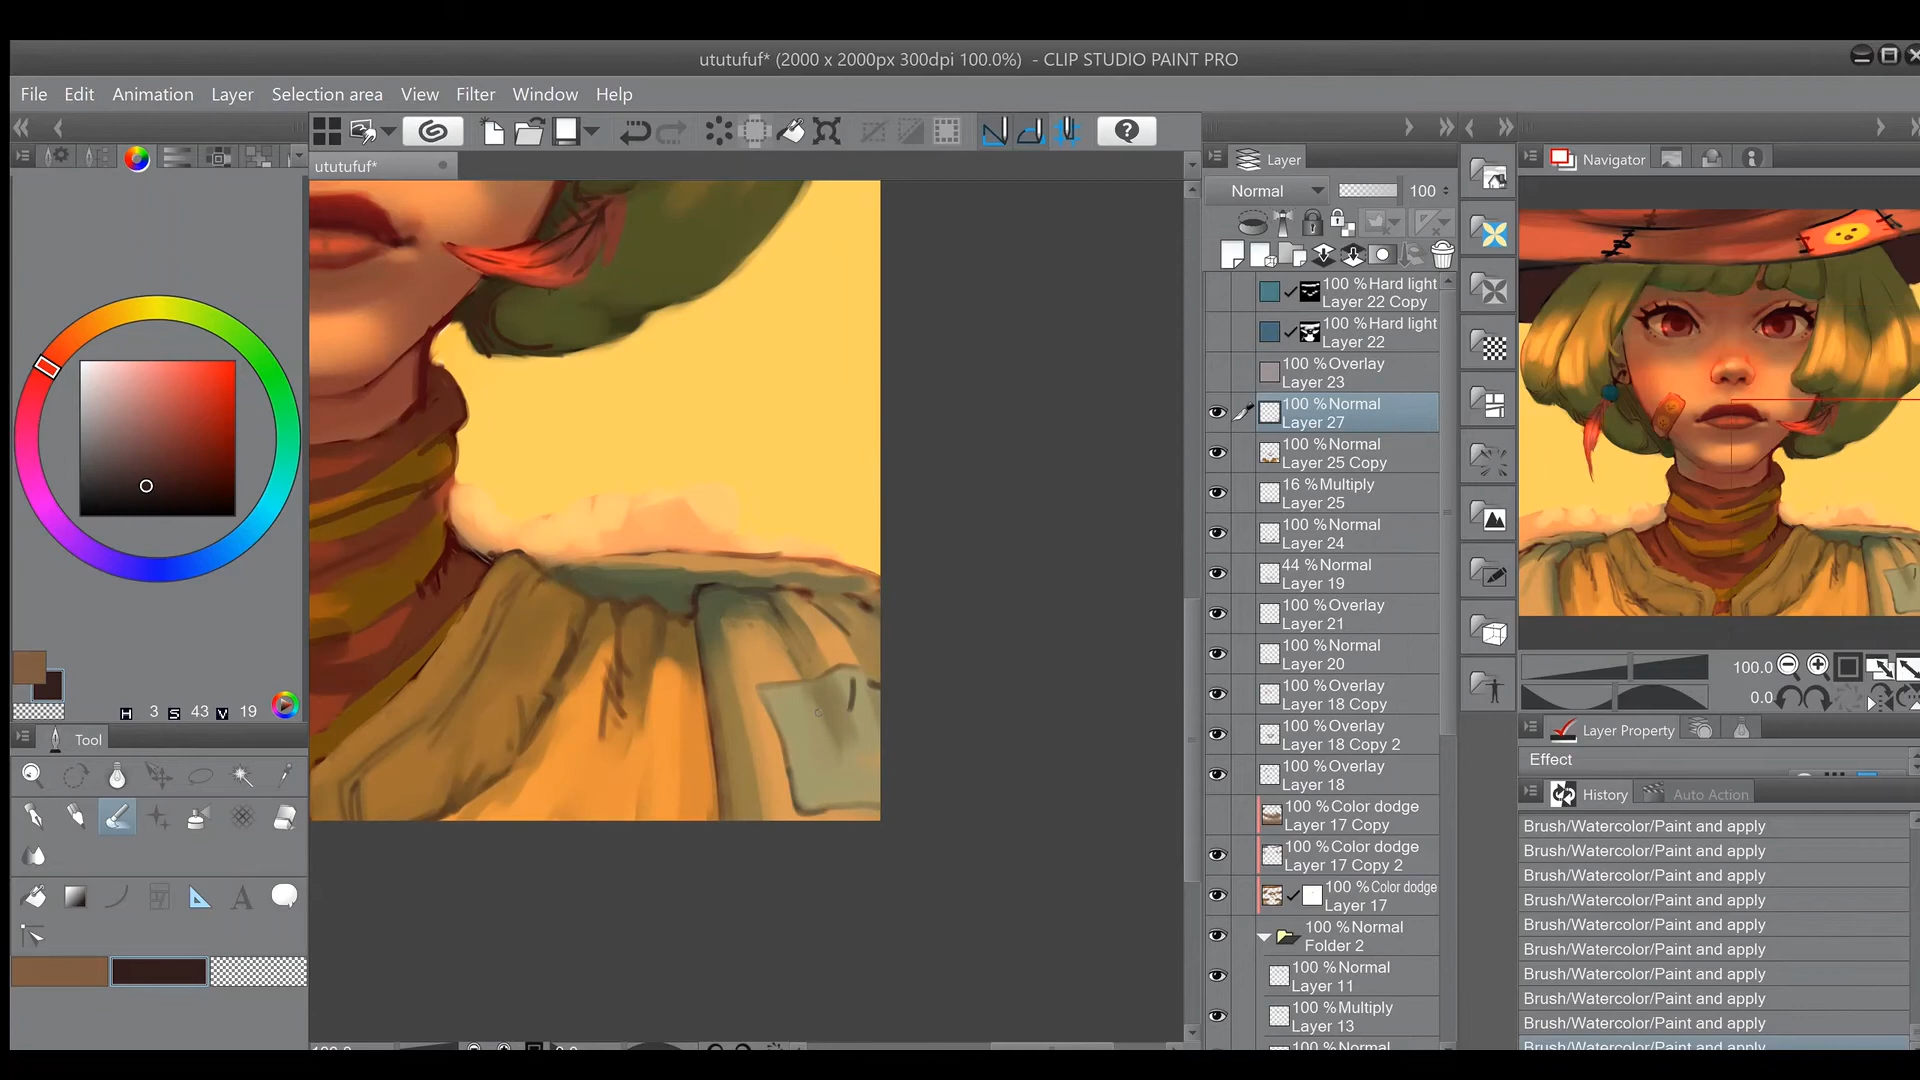 utututuf* (2000 x 2000px 300dpi 100.0%) - CLIP STUDIO PAINT PRO
File Edit Animation Layer Selection area View Filter Window Help
utututuf*
Layer
Navigator
Normal 100
100 %Hard light
Layer 22 Copy
100 %Hard light
Layer 22
100 %Overlay
Layer 23
100 %Normal
Layer 27
100 %Normal
Layer 25 Copy
16 %Multiply
Layer 25
100 %Normal
Layer 24
44 %Normal
Layer 19
100 %Overlay
Layer 21
100 %Normal
Layer 20
100 %Overlay
Layer 18 Copy
100 %Overlay
Layer 18 Copy 2
100 %Overlay
Layer 18
100 %Color dodge
Layer 17 Copy
100 %Color dodge
Layer 17 Copy 2
100 %Color dodge
Layer 17
100 %Normal
Folder 2
100 %Normal
Layer 11
100 %Multiply
Layer 13
100 %Normal
H 3 S 43 V 19
Tool
100.0
0.0
Layer Property
Effect
History Auto Action
Brush/Watercolor/Paint and apply
Brush/Watercolor/Paint and apply
Brush/Watercolor/Paint and apply
Brush/Watercolor/Paint and apply
Brush/Watercolor/Paint and apply
Brush/Watercolor/Paint and apply
Brush/Watercolor/Paint and apply
Brush/Watercolor/Paint and apply
Brush/Watercolor/Paint and apply
Brush/Watercolor/Paint and apply